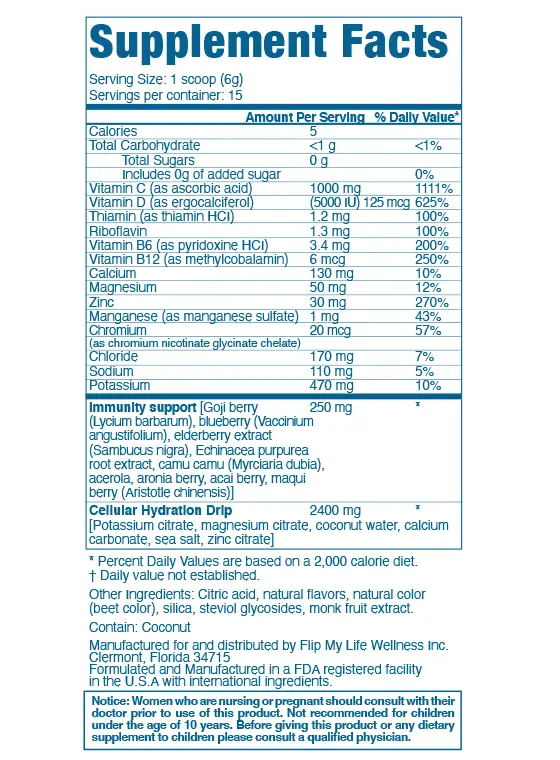 Supplement Facts
Serving Size: 1 scoop (6g)
Servings per container: 15
Amount Per Serving % Daily Value*
Calories 5
Total Carbohydrate <1 g <1%
Total Sugars 0 g
Includes 0g of added sugar 0%
Vitamin C (as ascorbic acid) 1000 mg 1111%
Vitamin D (as ergocalciferol) (5000 IU) 125 mcg 625%
Thiamin (as thiamin HCI) 1.2 mg 100%
Riboflavin 1.3 mg 100%
Vitamin B6 (as pyridoxine HCI) 3.4 mg 200%
Vitamin B12 (as methylcobalamin) 6 mcg 250%
Calcium 130 mg 10%
Magnesium 50 mg 12%
Zinc 30 mg 270%
Manganese (as manganese sulfate) 1 mg 43%
Chromium 20 mcg 57%
(as chromium nicotinate glycinate chelate)
Chloride 170 mg 7%
Sodium 110 mg 5%
Potassium 470 mg 10%
Immunity support [Goji berry 250 mg *
(Lycium barbarum), blueberry (Vaccinium
angustifolium), elderberry extract
(Sambucus nigra), Echinacea purpurea
root extract, camu camu (Myrciaria dubia),
acerola, aronia berry, acai berry, maqui
berry (Aristotle chinensis)]
Cellular Hydration Drip 2400 mg *
[Potassium citrate, magnesium citrate, coconut water, calcium
carbonate, sea salt, zinc citrate]
* Percent Daily Values are based on a 2,000 calorie diet.
† Daily value not established.
Other Ingredients: Citric acid, natural flavors, natural color
(beet color), silica, steviol glycosides, monk fruit extract.
Contain: Coconut
Manufactured for and distributed by Flip My Life Wellness Inc.
Clermont, Florida 34715
Formulated and Manufactured in a FDA registered facility
in the U.S.A with international ingredients.
Notice: Women who are nursing or pregnant should consult with their
doctor prior to use of this product. Not recommended for children
under the age of 10 years. Before giving this product or any dietary
supplement to children please consult a qualified physician.